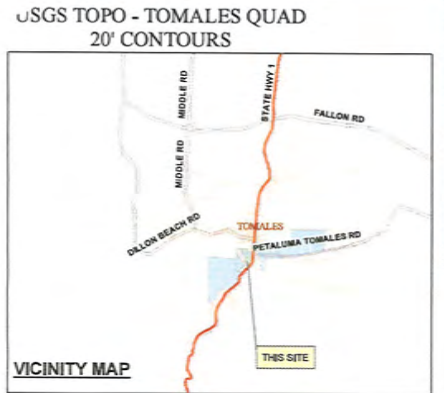 USGS TOPO - TOMALES QUAD
20' CONTOURS
MIDDLE RD
STATE HWY 1
FALLON RD
MIDDLE RD
TOMALES
DILLON BEACH RD
PETALUMA TOMALES RD
THIS SITE
VICINITY MAP